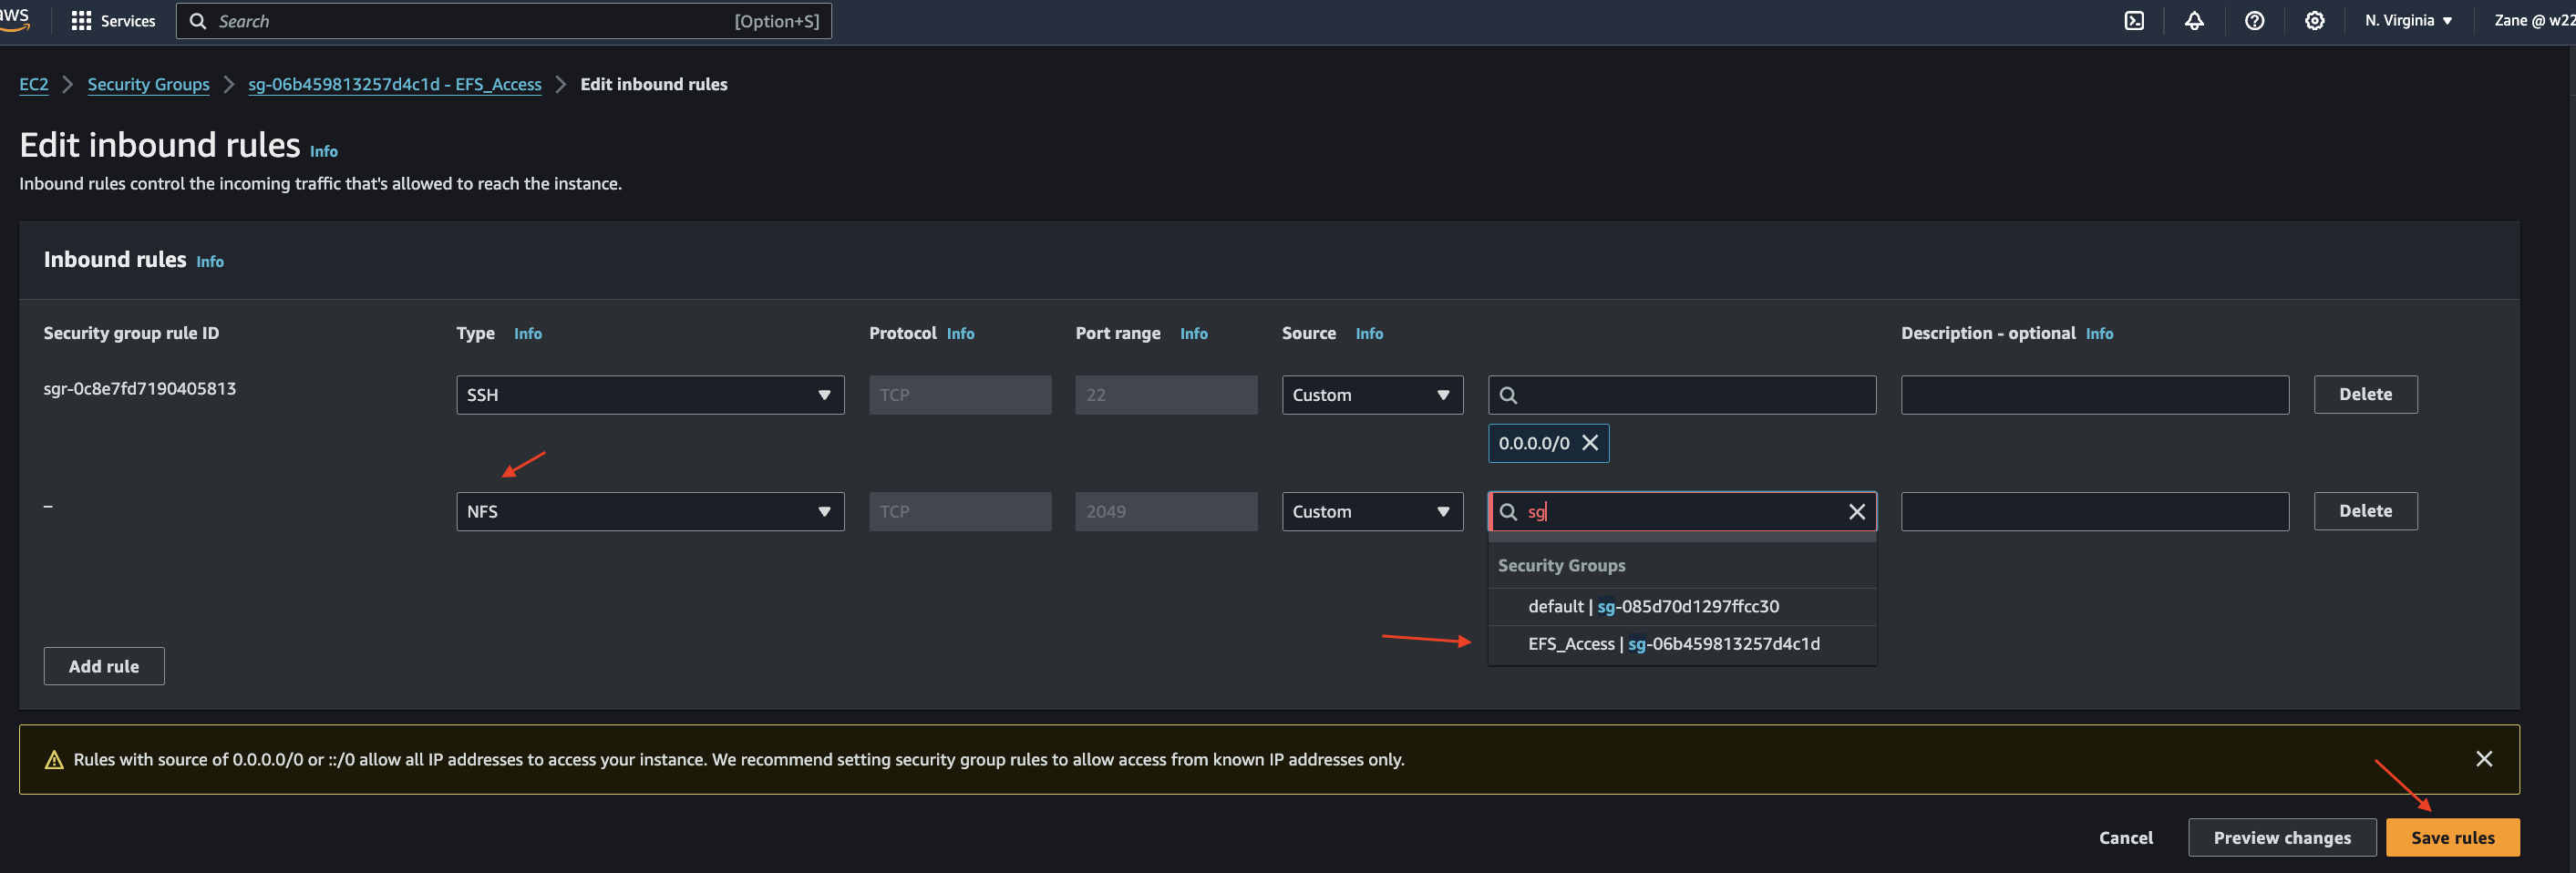 aws Services Search [Option+S] N. Virginia Zane @ w22
EC2 Security Groups sg-06b459813257d4c1d - EFS_Access Edit inbound rules
Edit inbound rules Info
Inbound rules control the incoming traffic that's allowed to reach the instance.
Inbound rules Info
Security group rule ID Type Info Protocol Info Port range Info Source Info Description - optional Info
sgr-0c8e7fd7190405813 SSH TCP 22 Custom Delete
0.0.0.0/0
– NFS TCP 2049 Custom sg Delete
Security Groups
default | sg-085d70d1297ffcc30
EFS_Access | sg-06b459813257d4c1d
Add rule
Rules with source of 0.0.0.0/0 or ::/0 allow all IP addresses to access your instance. We recommend setting security group rules to allow access from known IP addresses only.
Cancel Preview changes Save rules